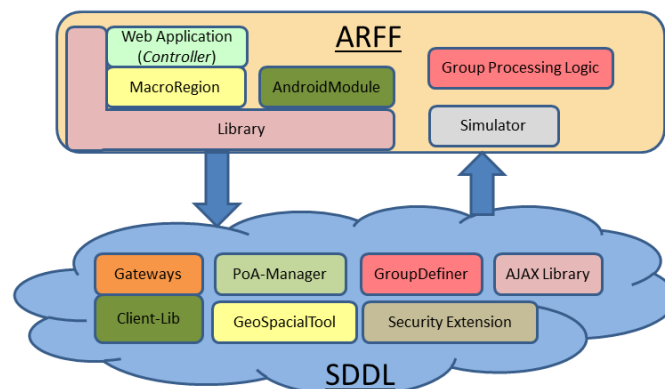 ARFF
Web Application
(Controller)
MacroRegion
AndroidModule
Library
Group Processing Logic
Simulator
Gateways
PoA-Manager
GroupDefiner
AJAX Library
Client-Lib
GeoSpacialTool
Security Extension
SDDL